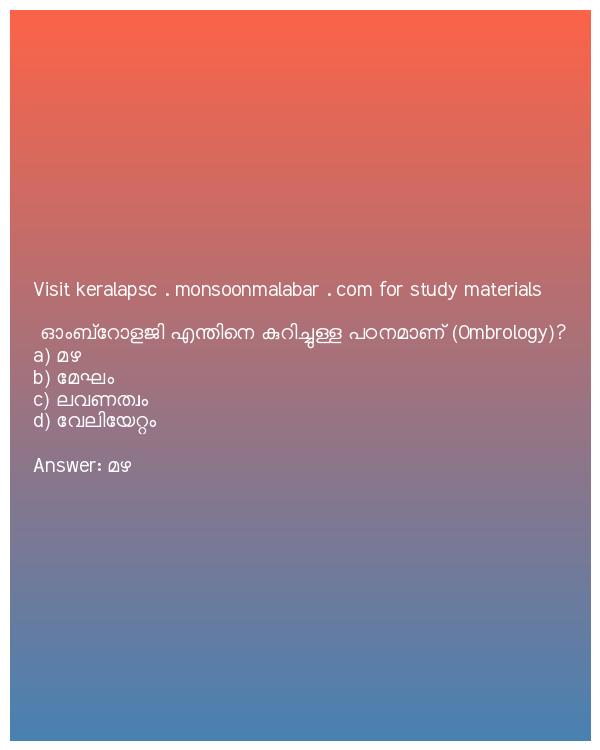 Visit keralapsc . monsoonmalabar . com for study materials
ഓംബ്റോളജി എന്തിനെ കുറിച്ചുള്ള പഠനമാണ് (Ombrology)?
a) മഴ
b) മേഘം
c) ലവണത്വം
d) വേലിയേറ്റം
Answer: മഴ